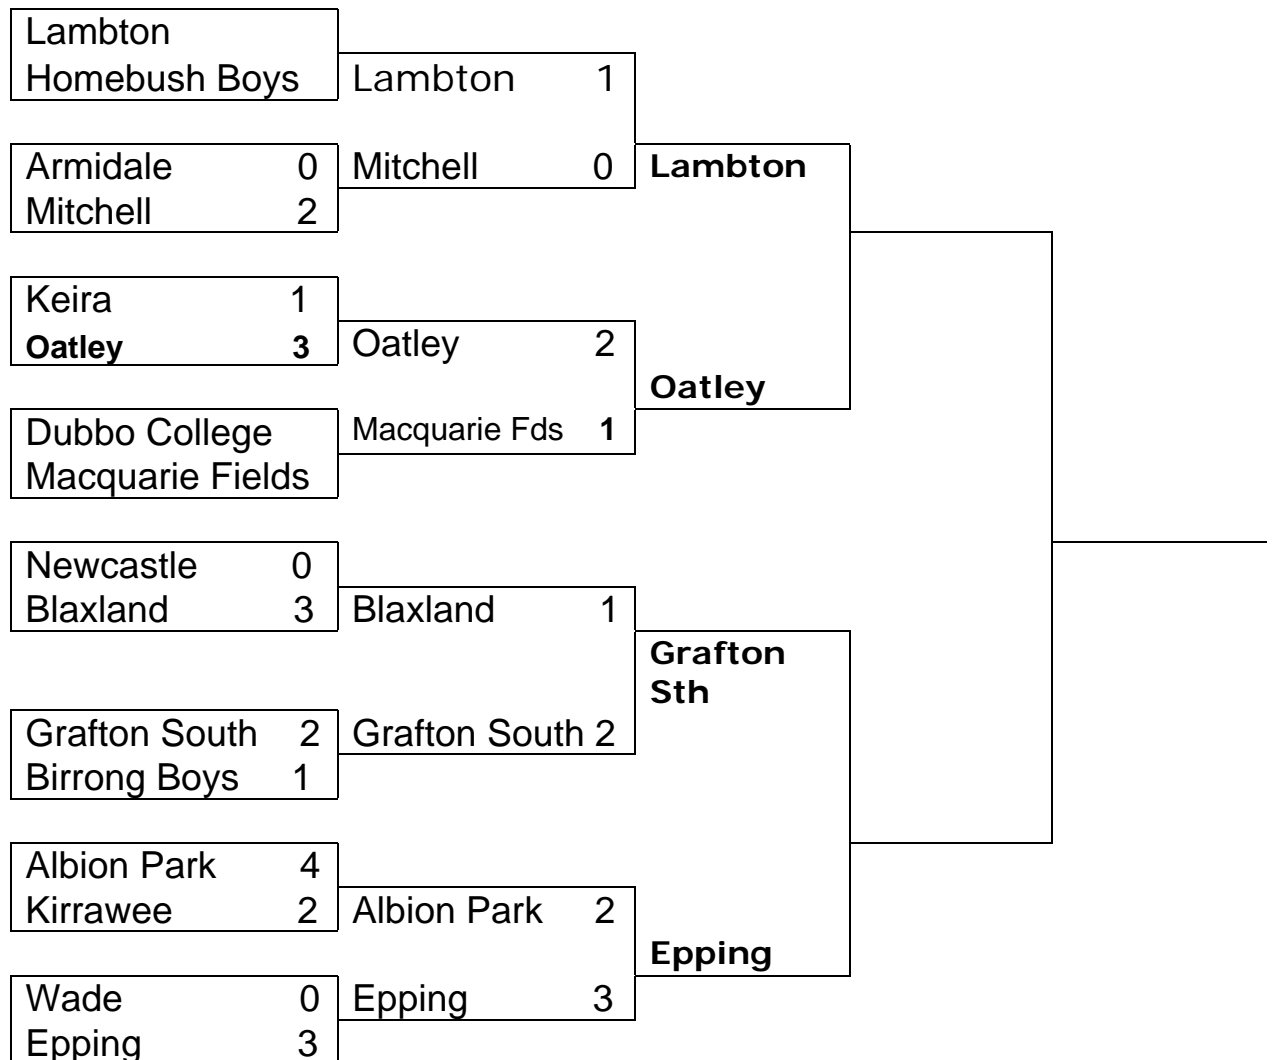 Lambton
Homebush Boys
Lambton 1
Armidale 0
Mitchell 2
Mitchell 0
Lambton
Keira 1
Oatley 3
Oatley 2
Oatley
Dubbo College
Macquarie Fields
Macquarie Fds 1
Newcastle 0
Blaxland 3
Blaxland 1
Grafton
Sth
Grafton South 2
Birrong Boys 1
Grafton South 2
Albion Park 4
Kirrawee 2
Albion Park 2
Epping
Wade 0
Epping 3
Epping 3